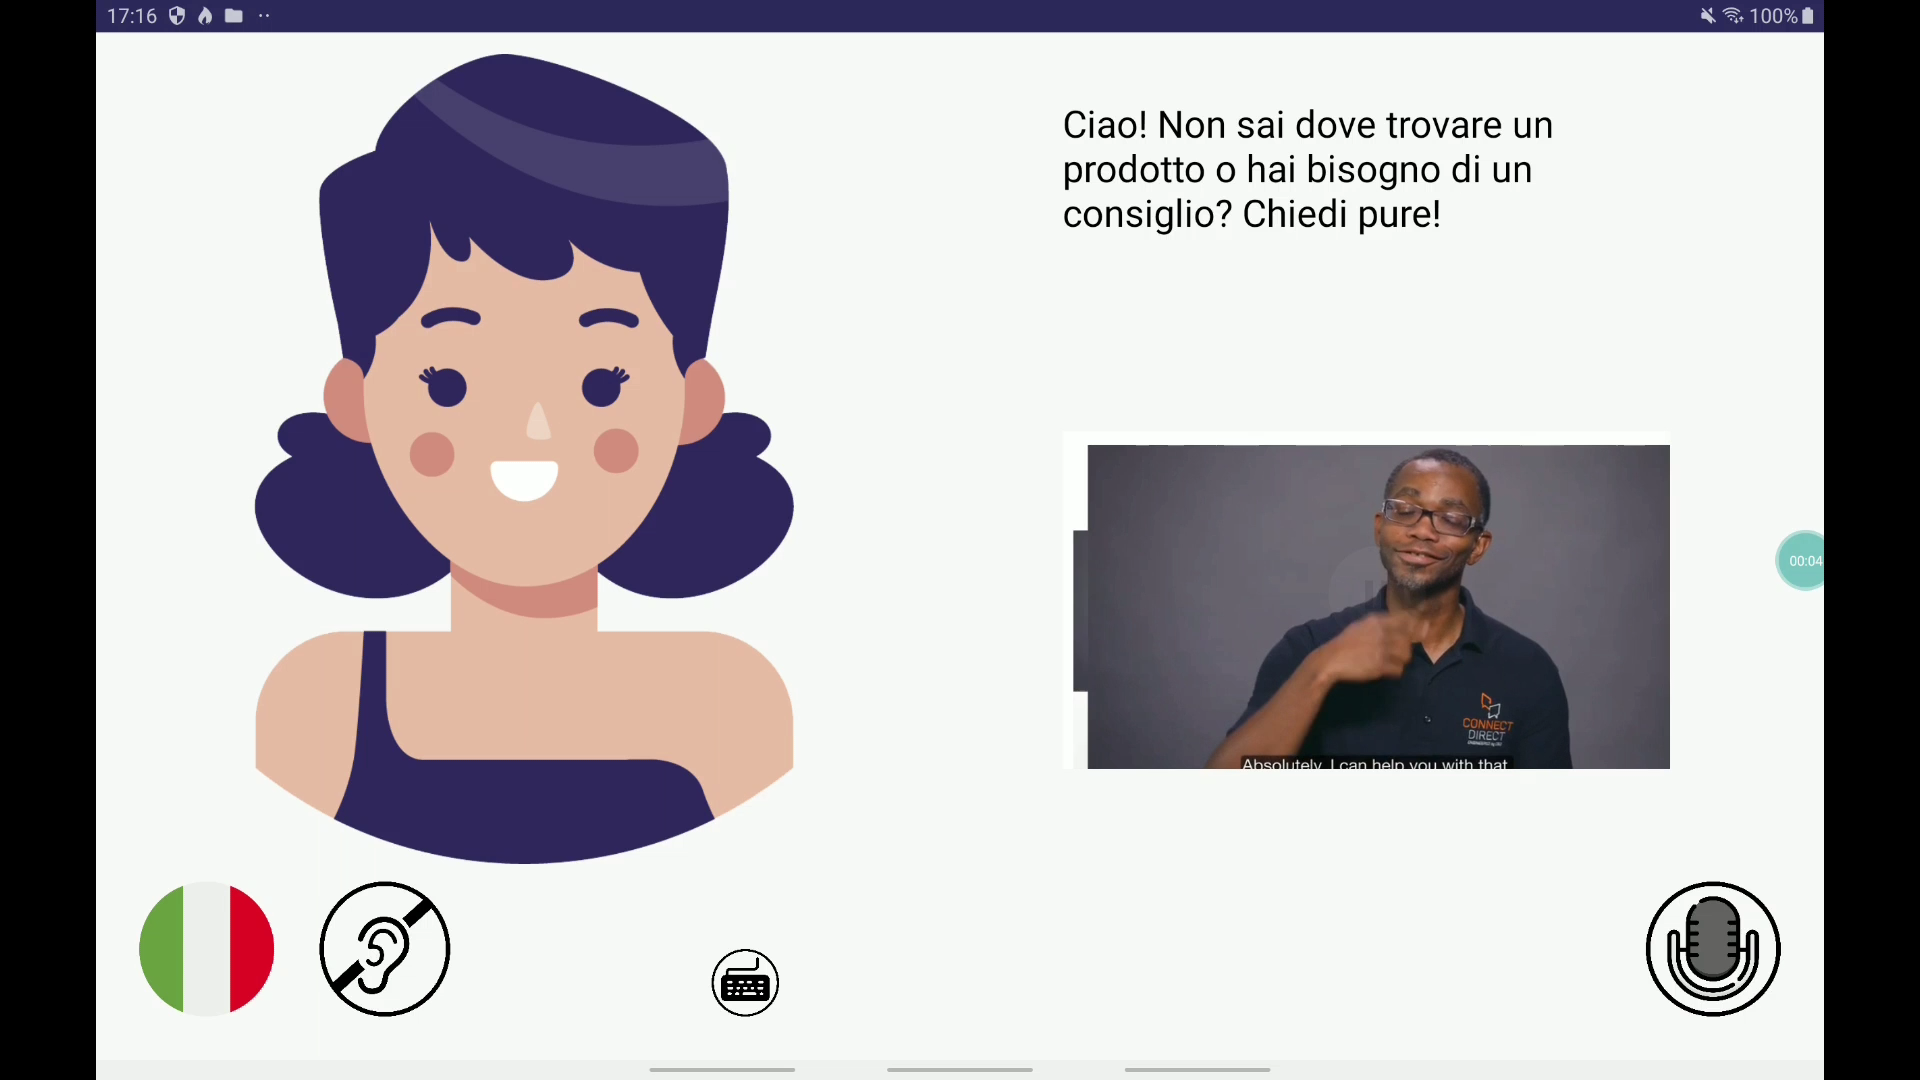 17:16
100%
Ciao! Non sai dove trovare un
prodotto o hai bisogno di un
consiglio? Chiedi pure!
00:04
CONNECT
DIRECT
Absolutely, I can help you with that